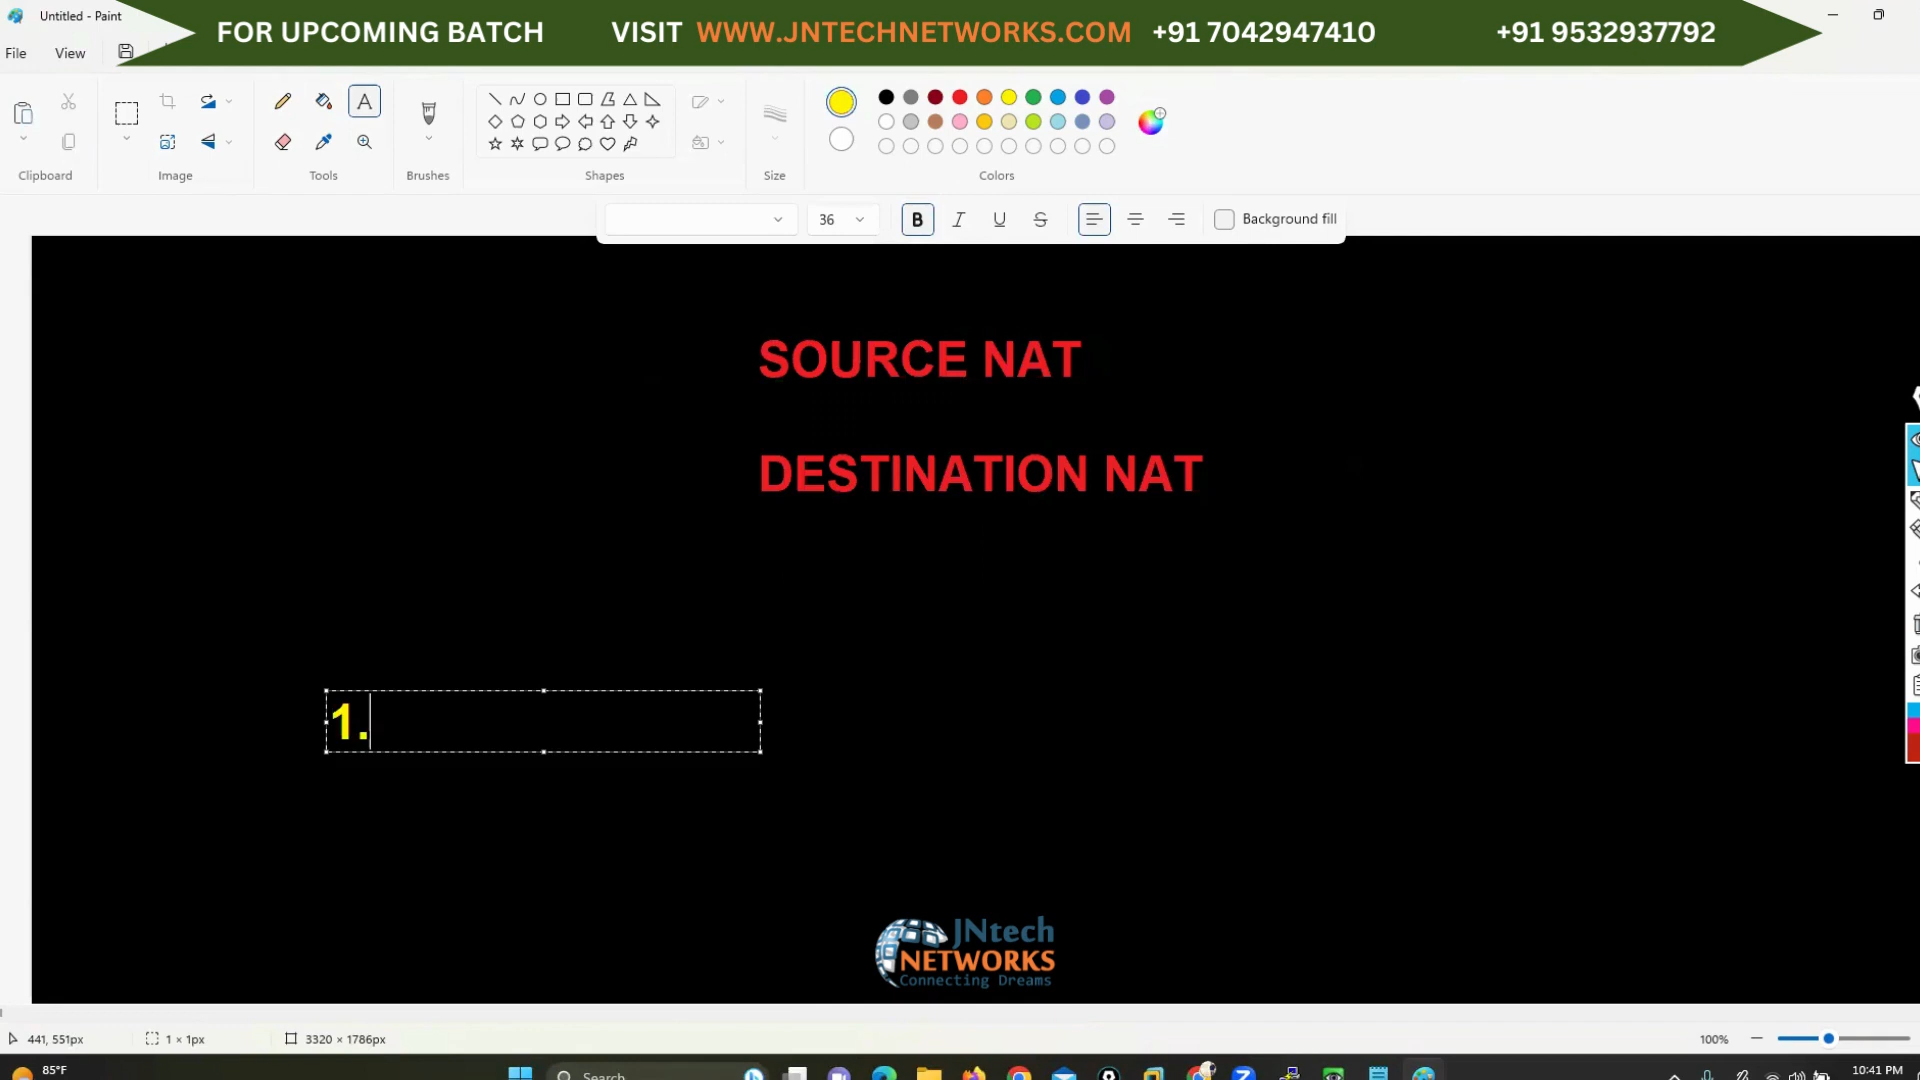 Untitled - Paint
FOR UPCOMING BATCH VISIT WWW.JNTECHNETWORKS.COM +91 7042947410 +91 9532937792
File View
Clipboard Image Tools Brushes Shapes Size Colors
36 B I U S Background fill
SOURCE NAT
DESTINATION NAT
1.
JNtech
NETWORKS
Connecting Dreams
441, 551px 1 × 1px 3320 × 1786px 100%
85°F Search 10:41 PM